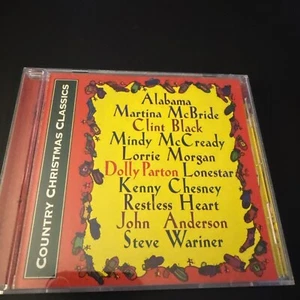 COUNTRY CHRISTMAS CLASSICS
Alabama
Martina McBride
Clint Black
Mindy McCready
Lorrie Morgan
Dolly Parton Lonestar
Kenny Chesney
Restless Heart
John Anderson
Steve Wariner